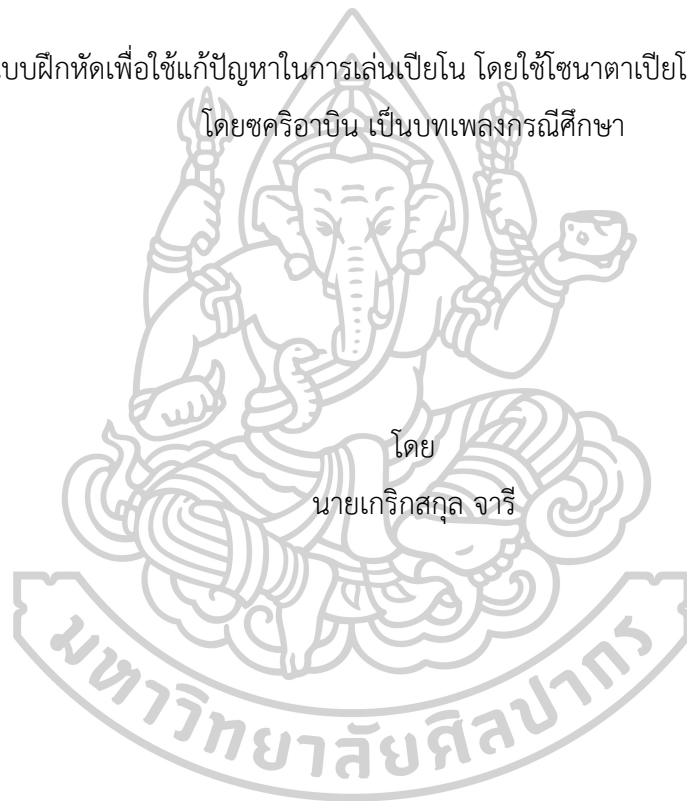 แบบฝึกหัดเพื่อใช้แก้ปัญหาในการเล่นเปียโน โดยใช้โซนาตาเปียโ
โดยซคริอาบิน เป็นบทเพลงกรณีศึกษา
โดย
นายเกริกสกุล จารี
มหาวิทยาลัยศิลปากร